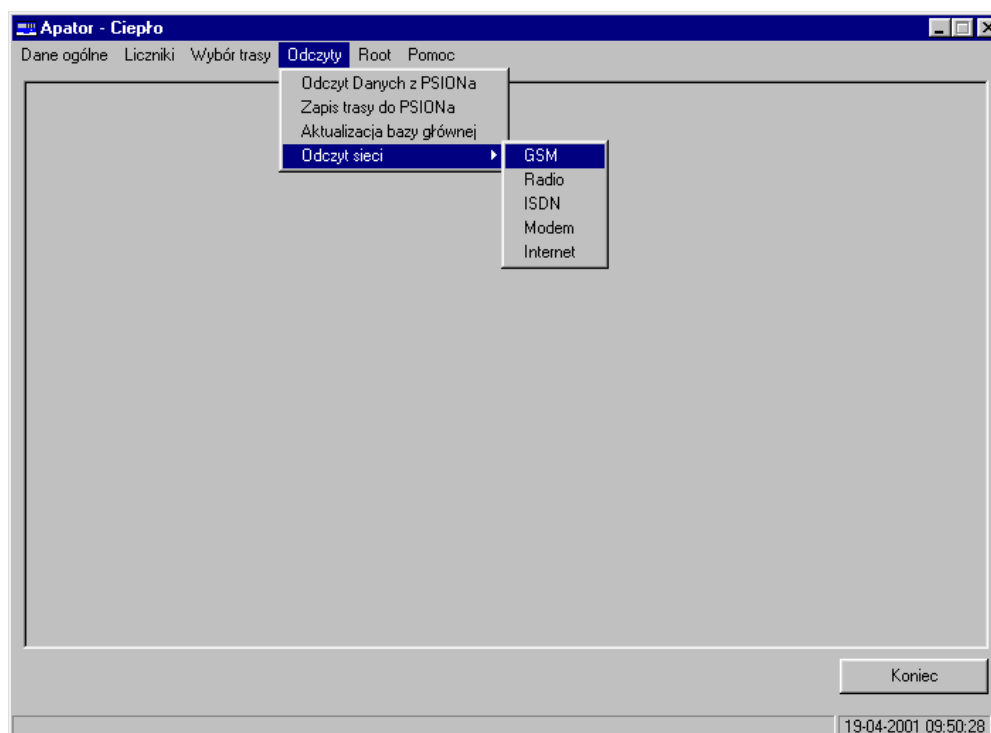 Apator - Ciepło
Dane ogólne Liczniki Wybór trasy Odczyty Root Pomoc
Odczyt Danych z PSIONa
Zapis trasy do PSIONa
Aktualizacja bazy głównej
Odczyt sieci
GSM
Radio
ISDN
Modem
Internet
Koniec
19-04-2001 09:50:28